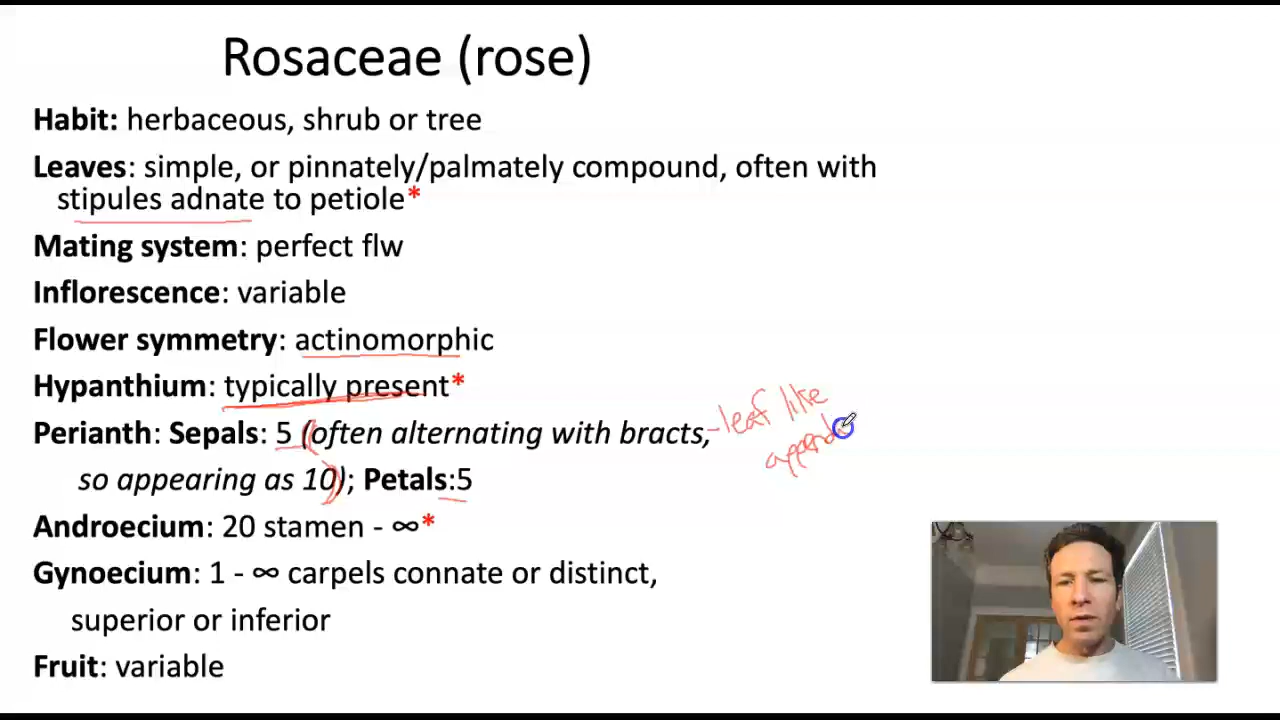 Rosaceae (rose)
Habit: herbaceous, shrub or tree
Leaves: simple, or pinnately/palmately compound, often with
stipules adnate to petiole*
Mating system: perfect flw
Inflorescence: variable
Flower symmetry: actinomorphic
Hypanthium: typically present*
Perianth: Sepals: 5 (often alternating with bracts,
-leaf like
so appearing as 10); Petals:5
Androecium: 20 stamen - ∞*
Gynoecium: 1 - ∞ carpels connate or distinct,
superior or inferior
Fruit: variable